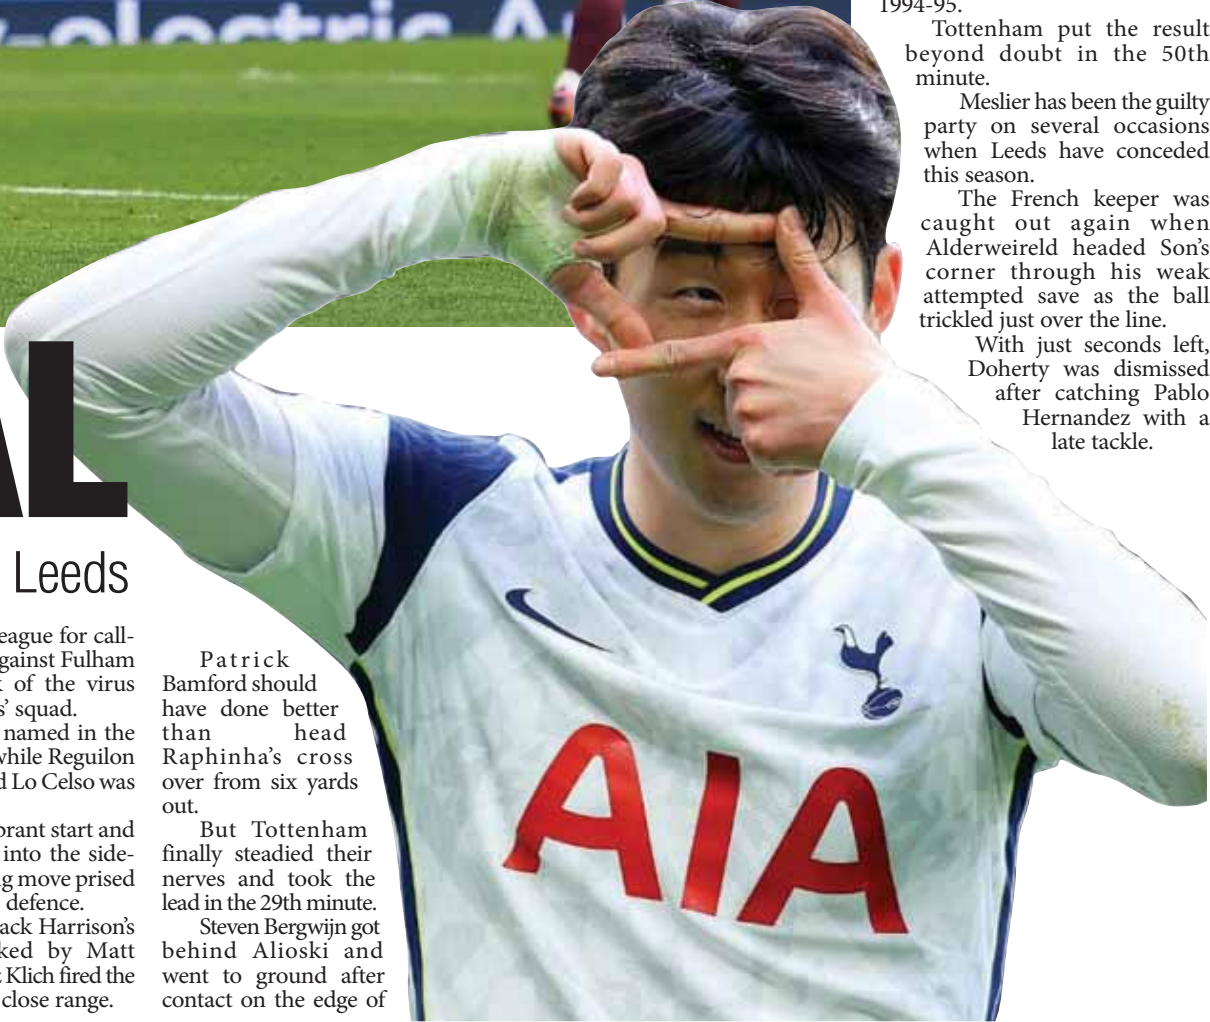 -electric A
AL
Leeds
eague for call-
gainst Fulham
of the virus
s' squad.
named in the
while Reguilon
d Lo Celso was
brant start and
into the side-
ng move prised
defence.
ack Harrison's
ked by Matt
Klich fired the
close range.
Patrick
Bamford should
have done better
than head
Raphinha's cross
over from six yards
out.
But Tottenham
finally steadied their
nerves and took the
lead in the 29th minute.
Steven Bergwijn got
behind Alioski and
went to ground after
contact on the edge of
AIA
1994-95.
Tottenham put the result
beyond doubt in the 50th
minute.
Meslier has been the guilty
party on several occasions
when Leeds have conceded
this season.
The French keeper was
caught out again when
Alderweireld headed Son's
corner through his weak
attempted save as the ball
trickled just over the line.
With just seconds left,
Doherty was dismissed
after catching Pablo
Hernandez with a
late tackle.